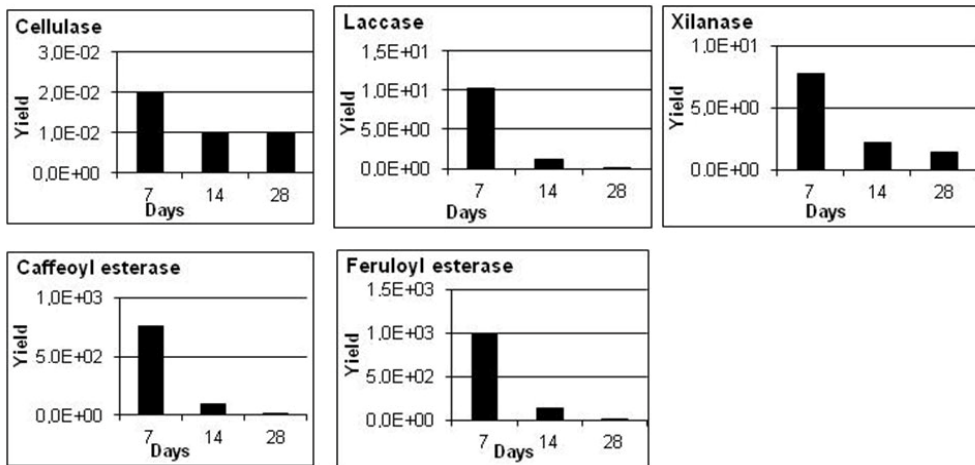 Cellulase
3.0E-02
2.0E-02
1.0E-02
0.0E+00
Yield
7 14 28
Days
Laccase
1,5E+01
1,0E+01
5,0E+00
0,0E+00
Yield
7 14 28
Days
Xilanase
1.0E+01
5.0E+00
0.0E+00
Yield
7 14 28
Days
Caffeoyl esterase
1.0E+03
5.0E+02
0.0E+00
Yield
7 14 28
Days
Feruloyl esterase
1.5E+03
1.0E+03
5.0E+02
0.0E+00
Yield
7 14 28
Days